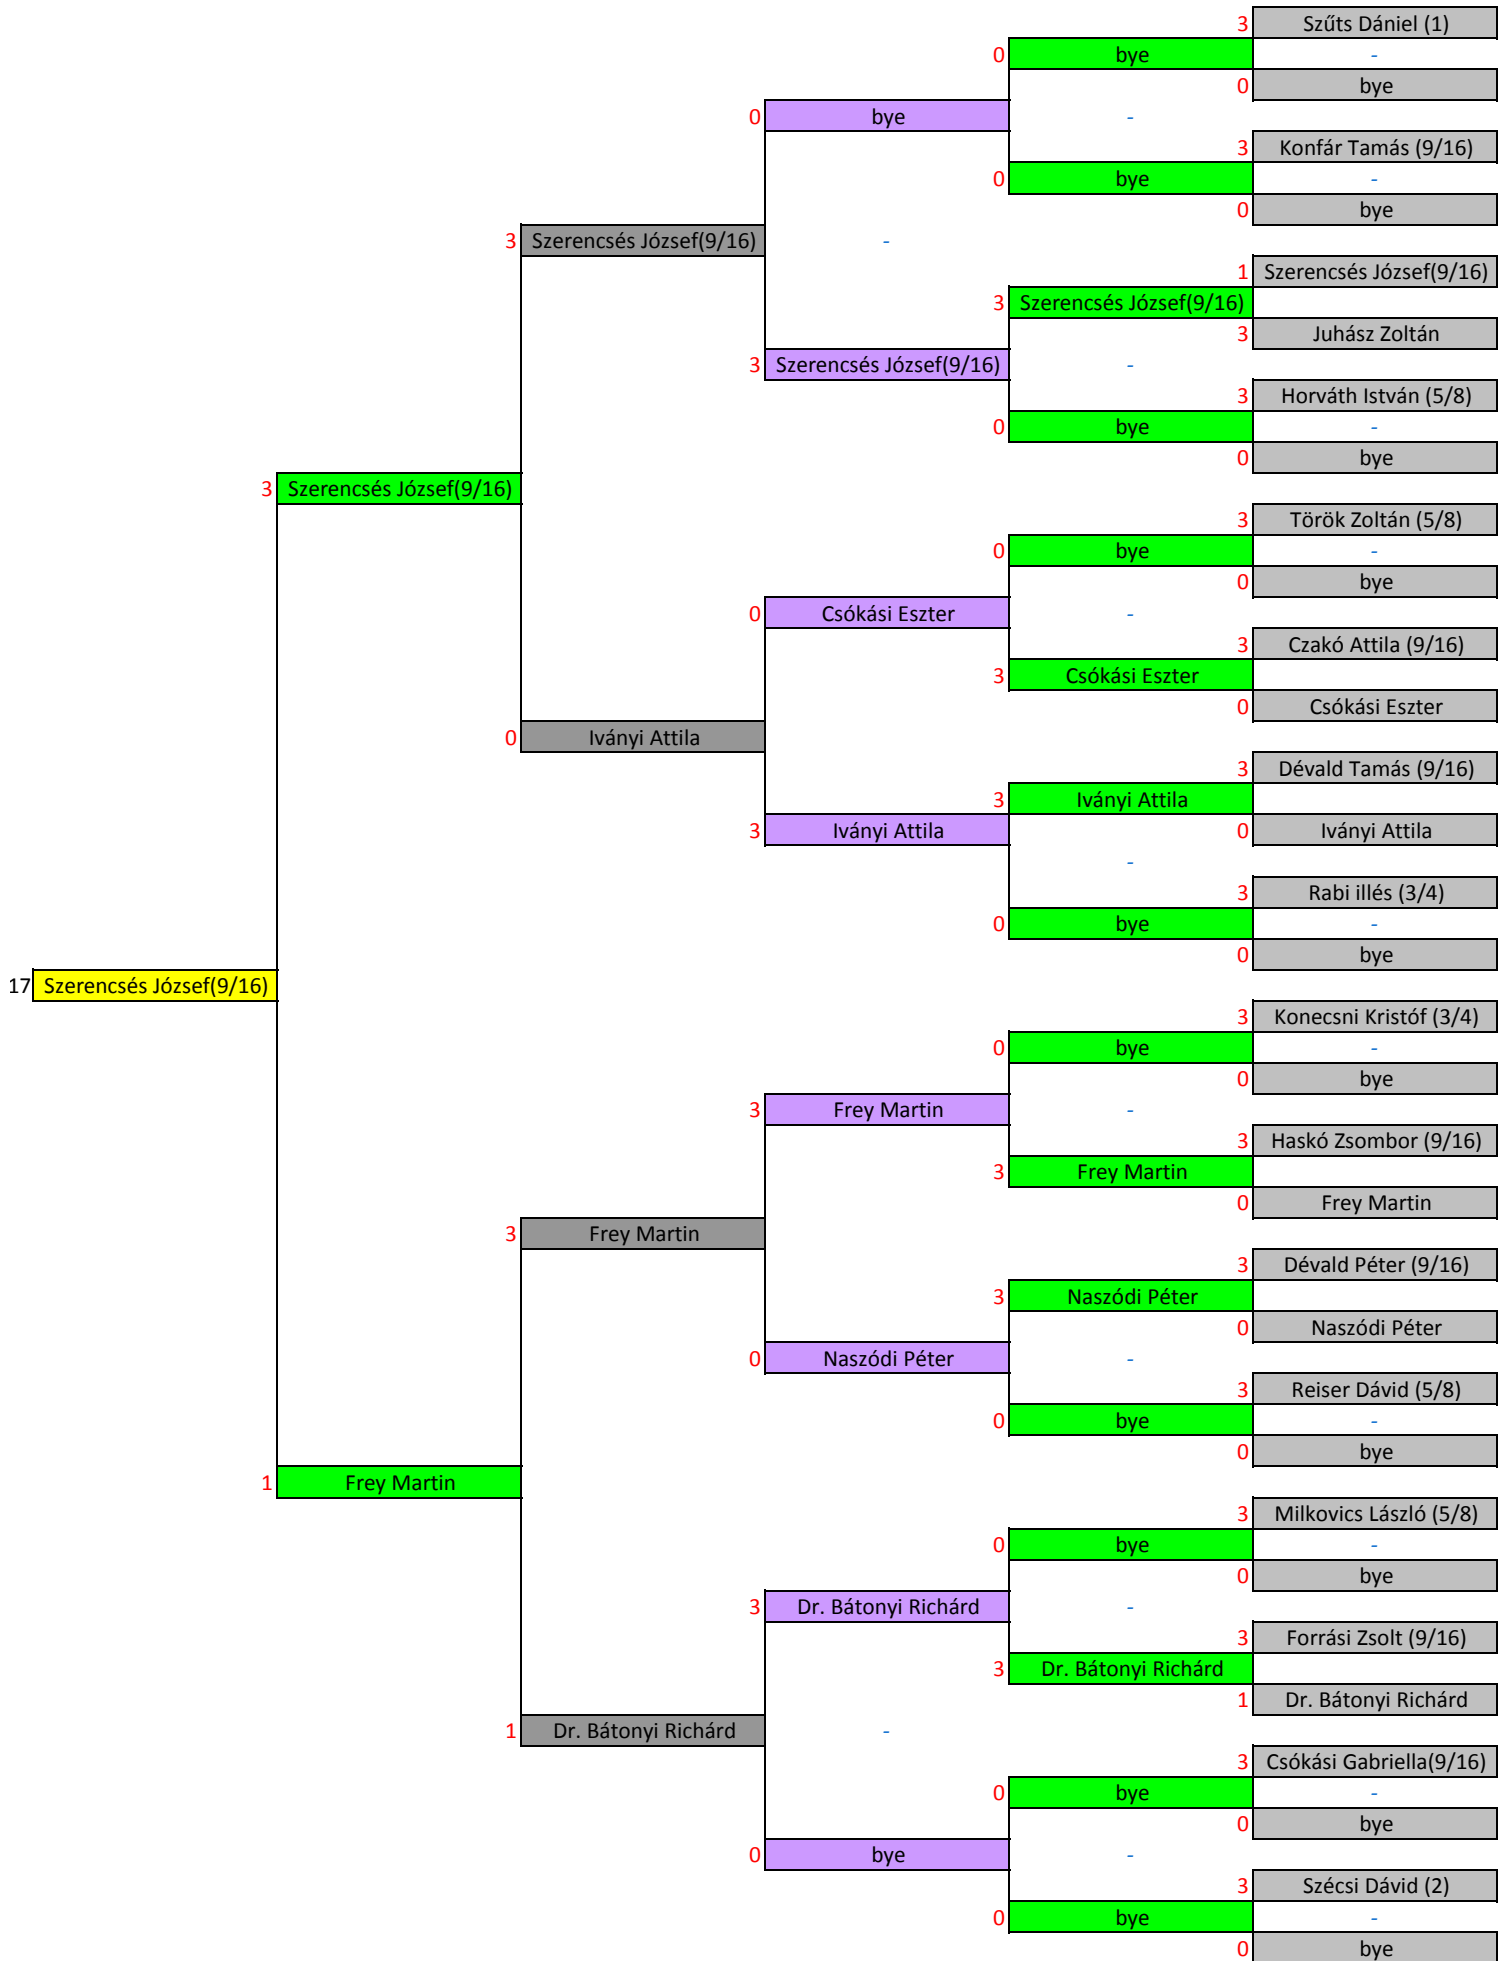 3 Szűts Dániel (1)
0 bye -
0 bye
0 bye -
3 Konfár Tamás (9/16)
0 bye -
0 bye
3 Szerencsés József(9/16) -
1 Szerencsés József(9/16)
3 Szerencsés József(9/16)
3 Juhász Zoltán
3 Szerencsés József(9/16) -
3 Horváth István (5/8)
0 bye -
0 bye
3 Szerencsés József(9/16)
3 Török Zoltán (5/8)
0 bye -
0 bye
0 Csókási Eszter -
3 Czakó Attila (9/16)
3 Csókási Eszter
0 Csókási Eszter
0 Iványi Attila
3 Dévald Tamás (9/16)
3 Iványi Attila
3 Iványi Attila 0 Iványi Attila
-
3 Rabi illés (3/4)
0 bye -
0 bye
17 Szerencsés József(9/16)
3 Konecsni Kristóf (3/4)
0 bye -
0 bye
3 Frey Martin -
3 Haskó Zsombor (9/16)
3 Frey Martin
0 Frey Martin
3 Frey Martin
3 Dévald Péter (9/16)
3 Naszódi Péter
0 Naszódi Péter
0 Naszódi Péter -
3 Reiser Dávid (5/8)
0 bye -
0 bye
1 Frey Martin
3 Milkovics László (5/8)
0 bye -
0 bye
3 Dr. Bátonyi Richárd -
3 Forrási Zsolt (9/16)
3 Dr. Bátonyi Richárd
1 Dr. Bátonyi Richárd
1 Dr. Bátonyi Richárd -
3 Csókási Gabriella(9/16)
0 bye -
0 bye
0 bye -
3 Szécsi Dávid (2)
0 bye -
0 bye